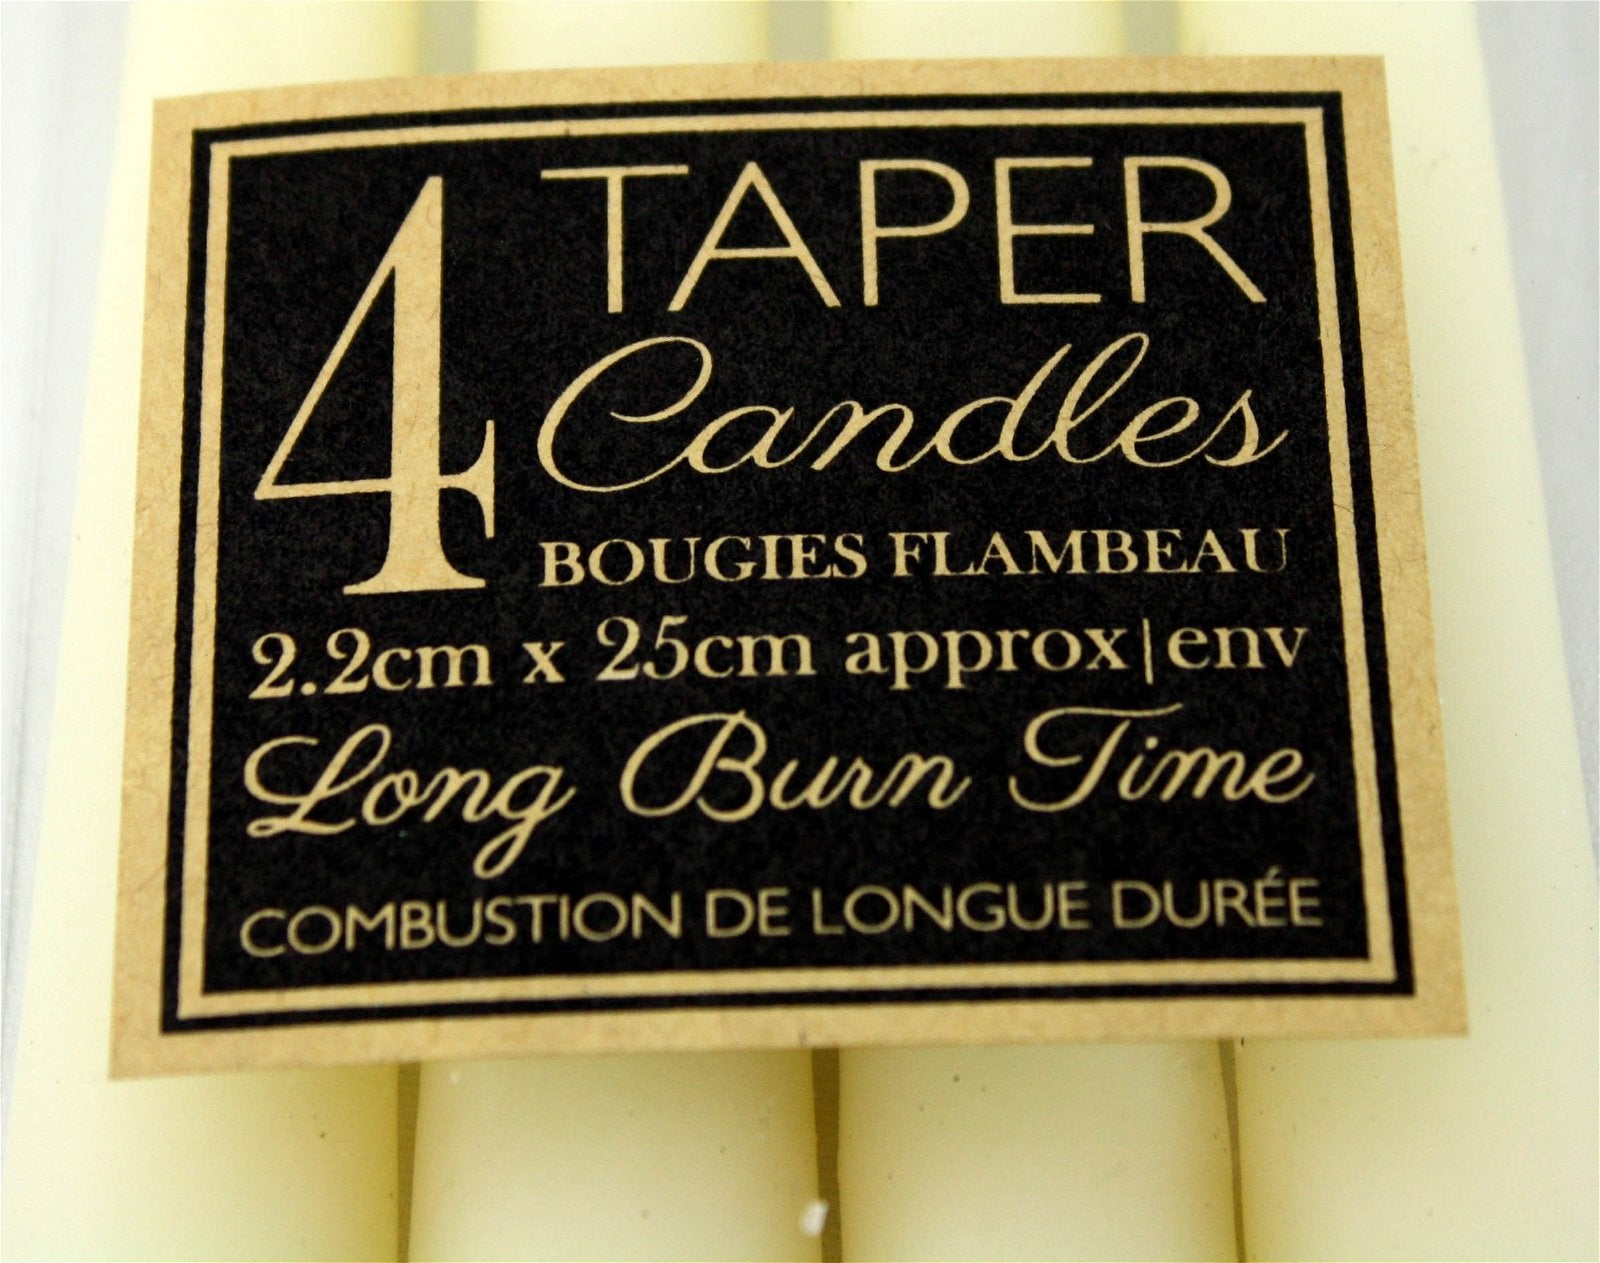 4 TAPER
Candles
BOUGIES FLAMBEAU
2.2cm x 25cm approx|env
Long Burn Time
COMBUSTION DE LONGUE DURÉE